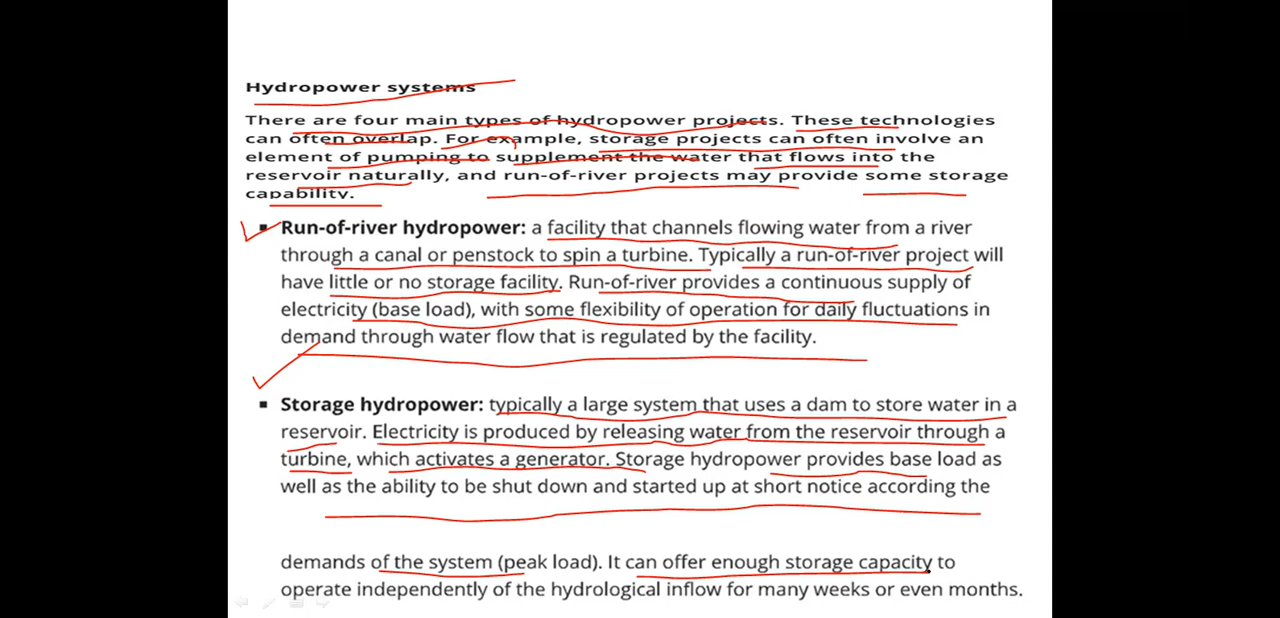 Hydropower systems
There are four main types of hydropower projects. These technologies
can often overlap. For example, storage projects can often involve an
element of pumping to supplement the water that flows into the
reservoir naturally, and run-of-river projects may provide some storage
capability.
▪ Run-of-river hydropower: a facility that channels flowing water from a river
through a canal or penstock to spin a turbine. Typically a run-of-river project will
have little or no storage facility. Run-of-river provides a continuous supply of
electricity (base load), with some flexibility of operation for daily fluctuations in
demand through water flow that is regulated by the facility.
▪ Storage hydropower: typically a large system that uses a dam to store water in a
reservoir. Electricity is produced by releasing water from the reservoir through a
turbine, which activates a generator. Storage hydropower provides base load as
well as the ability to be shut down and started up at short notice according the
demands of the system (peak load). It can offer enough storage capacity to
operate independently of the hydrological inflow for many weeks or even months.